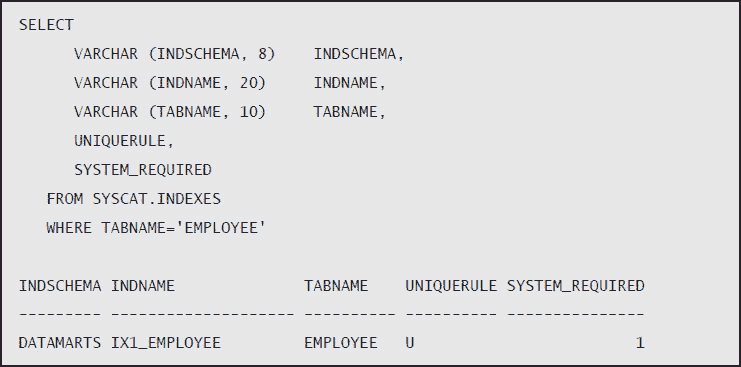 SELECT
VARCHAR (INDSCHEMA, 8) INDSCHEMA,
VARCHAR (INDNAME, 20) INDNAME,
VARCHAR (TABNAME, 10) TABNAME,
UNIQUERULE,
SYSTEM_REQUIRED
FROM SYSCAT.INDEXES
WHERE TABNAME='EMPLOYEE'
INDSCHEMA INDNAME TABNAME UNIQUERULE SYSTEM_REQUIRED
--------- -------------------- ---------- ---------- ---------------
DATAMARTS IX1_EMPLOYEE EMPLOYEE U 1